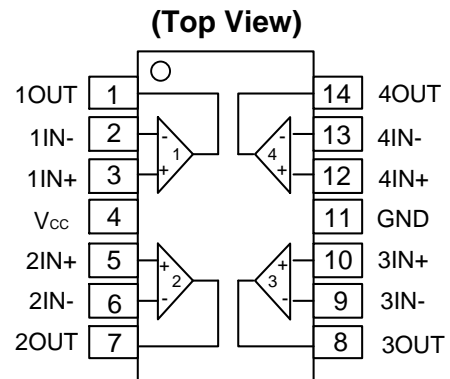 (Top View)
1OUT 1 14 4OUT
1IN- 2 - - 13 4IN-
1 4
1IN+ 3 + + 12 4IN+
Vcc 4 11 GND
2IN+ 5 + + 10 3IN+
2 3
2IN- 6 - - 9 3IN-
2OUT 7 8 3OUT